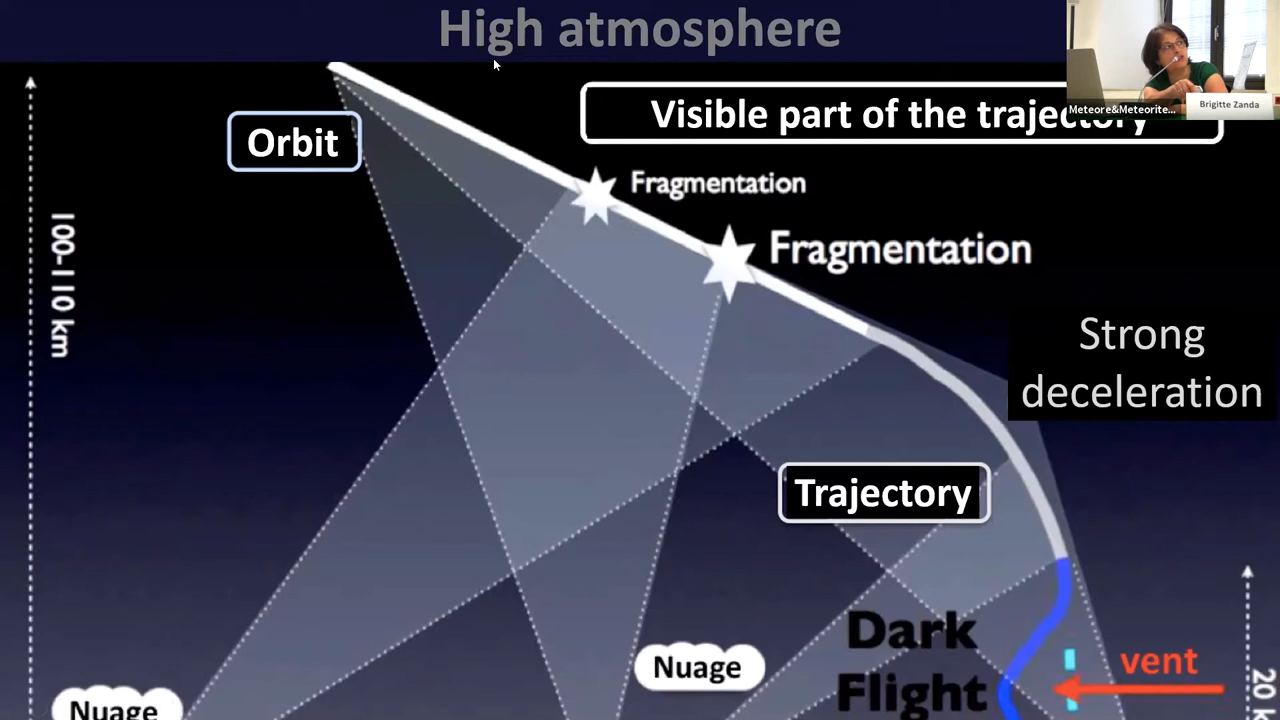 High atmosphere
Meteore&Meteorite...
Brigitte Zanda
Visible part of the trajectory
Orbit
Fragmentation
Fragmentation
100-110 km
Strong
deceleration
Trajectory
Dark
Flight
Nuage
vent
Nuage
20